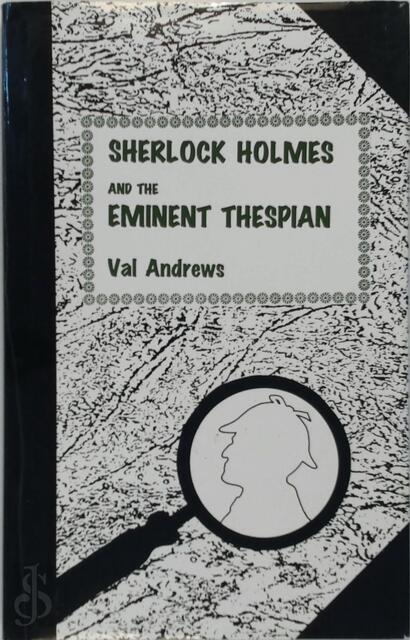 SHERLOCK HOLMES
AND THE
EMINENT THESPIAN
Val Andrews